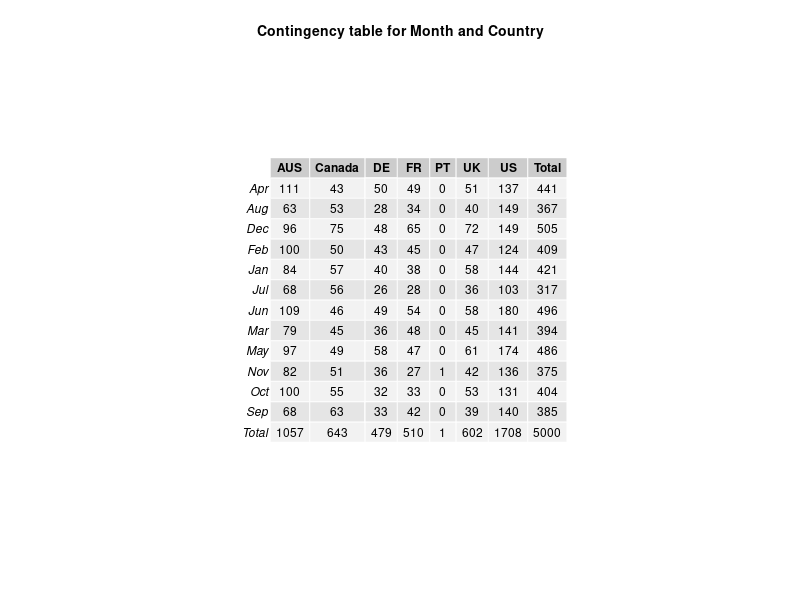 Contingency table for Month and Country
AUS Canada DE FR PT UK US Total
Apr 111 43 50 49 0 51 137 441
Aug 63 53 28 34 0 40 149 367
Dec 96 75 48 65 0 72 149 505
Feb 100 50 43 45 0 47 124 409
Jan 84 57 40 38 0 58 144 421
Jul 68 56 26 28 0 36 103 317
Jun 109 46 49 54 0 58 180 496
Mar 79 45 36 48 0 45 141 394
May 97 49 58 47 0 61 174 486
Nov 82 51 36 27 1 42 136 375
Oct 100 55 32 33 0 53 131 404
Sep 68 63 33 42 0 39 140 385
Total 1057 643 479 510 1 602 1708 5000